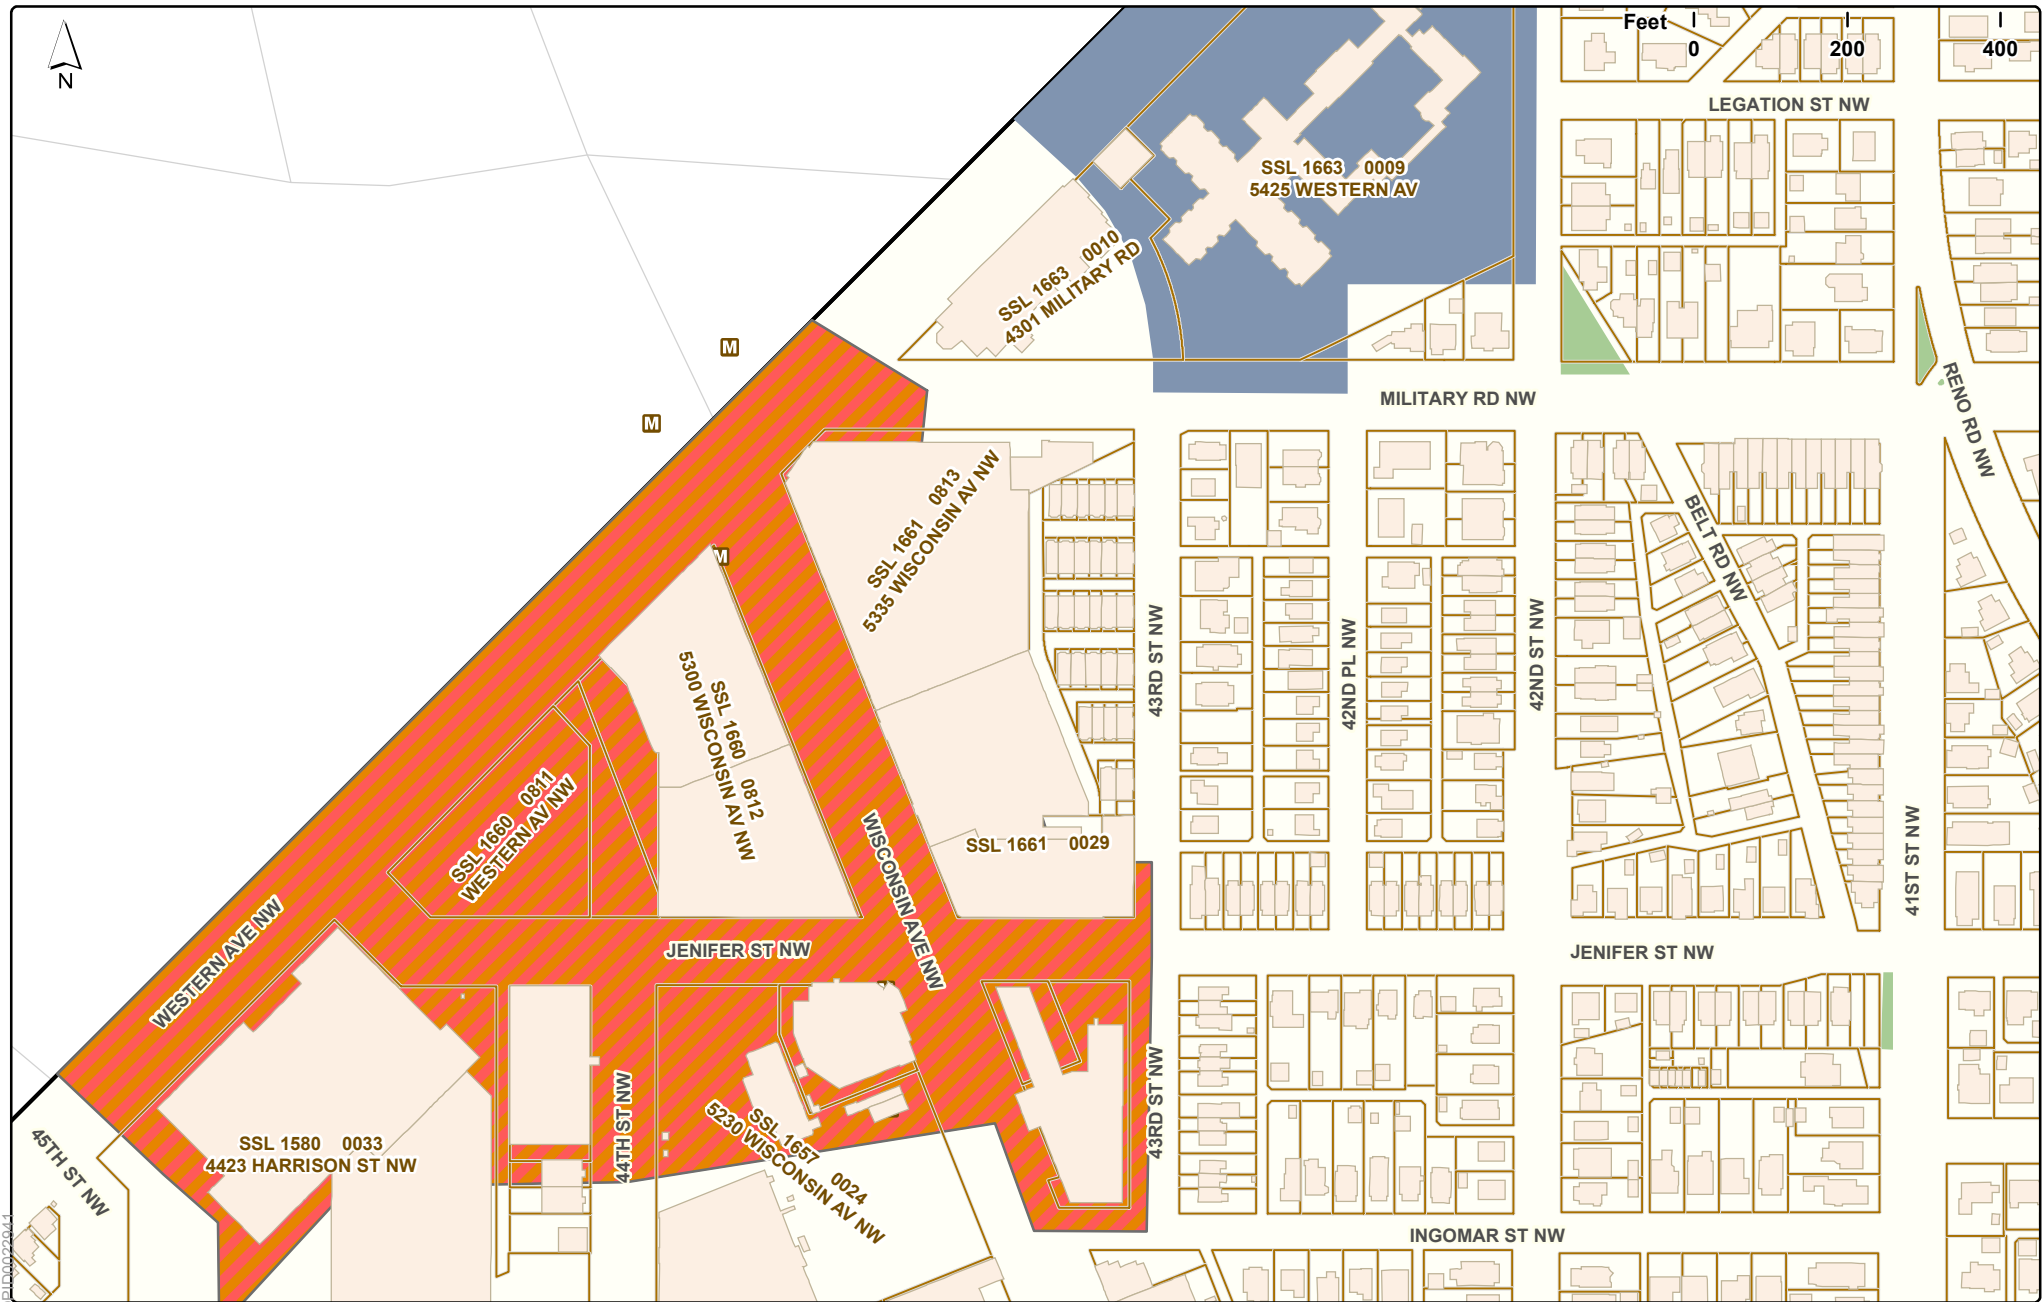 Feet
0 200 400
N
LEGATION ST NW
SSL 1663 0009
5425 WESTERN AV
SSL 1663 0010
4301 MILITARY RD
M
M
MILITARY RD NW
RENO RD NW
SSL 1661 0813
5335 WISCONSIN AV NW
BELT RD NW
M
43RD ST NW
42ND PL NW
42ND ST NW
SSL 1660 0812
5300 WISCONSIN AV NW
SSL 1660 0811
WESTERN AV NW
WISCONSIN AVE NW
SSL 1661 0029
41ST ST NW
WESTERN AVE NW
JENIFER ST NW
JENIFER ST NW
44TH ST NW
43RD ST NW
SSL 1657 0024
5230 WISCONSIN AV NW
45TH ST NW
SSL 1580 0033
4423 HARRISON ST NW
INGOMAR ST NW